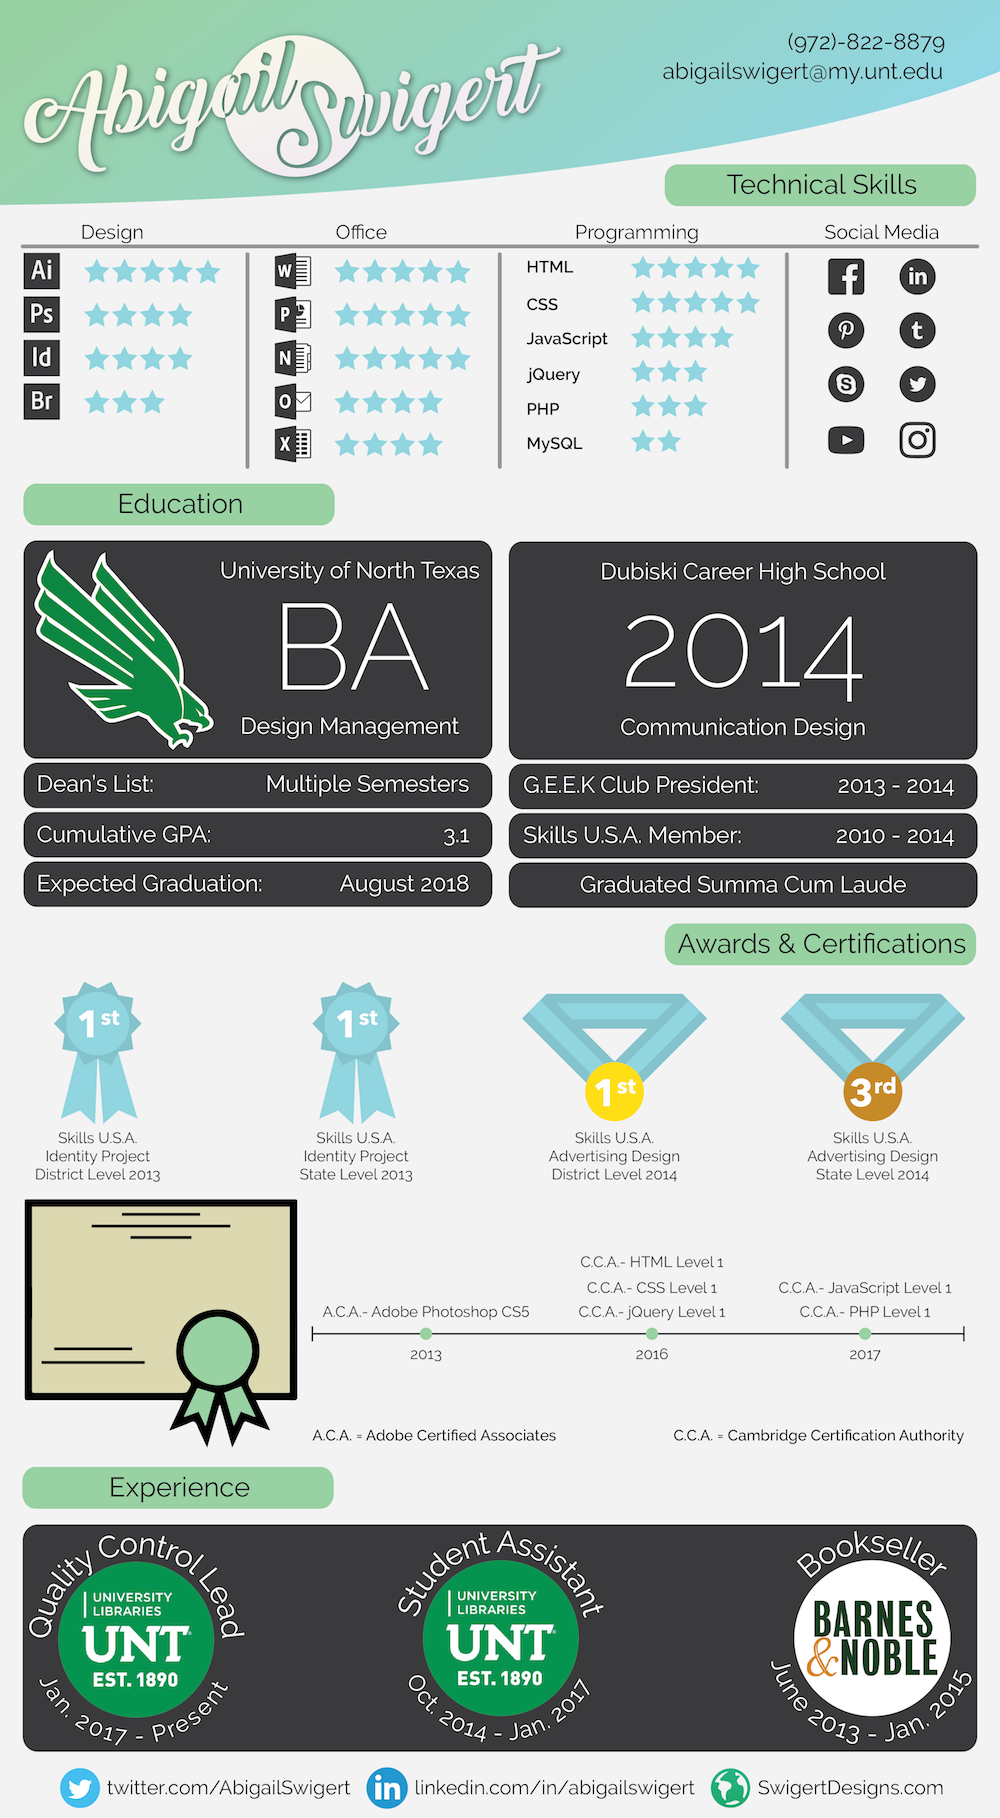 Abigail Swigert
(972)-822-8879
abigailswigert@my.unt.edu
Technical Skills
Design
Office
Programming
Social Media
Ai
Ps
Id
Br
W
P
N
O
X
HTML
CSS
JavaScript
jQuery
PHP
MySQL
Education
University of North Texas
BA
Design Management
Dean's List: Multiple Semesters
Cumulative GPA: 3.1
Expected Graduation: August 2018
Dubiski Career High School
2014
Communication Design
G.E.E.K Club President: 2013 - 2014
Skills U.S.A. Member: 2010 - 2014
Graduated Summa Cum Laude
Awards & Certifications
1st
Skills U.S.A.
Identity Project
District Level 2013
1st
Skills U.S.A.
Identity Project
State Level 2013
1st
Skills U.S.A.
Advertising Design
District Level 2014
3rd
Skills U.S.A.
Advertising Design
State Level 2014
A.C.A.- Adobe Photoshop CS5
2013
C.C.A.- HTML Level 1
C.C.A.- CSS Level 1
C.C.A.- jQuery Level 1
2016
C.C.A.- JavaScript Level 1
C.C.A.- PHP Level 1
2017
A.C.A. = Adobe Certified Associates
C.C.A. = Cambridge Certification Authority
Experience
Quality Control Lead
UNIVERSITY
LIBRARIES
UNT
EST. 1890
Jan. 2017 - Present
Student Assistant
UNIVERSITY
LIBRARIES
UNT
EST. 1890
Oct. 2014 - Jan. 2017
Bookseller
BARNES
&NOBLE
June 2013 - Jan. 2015
twitter.com/AbigailSwigert
linkedin.com/in/abigailswigert
SwigertDesigns.com